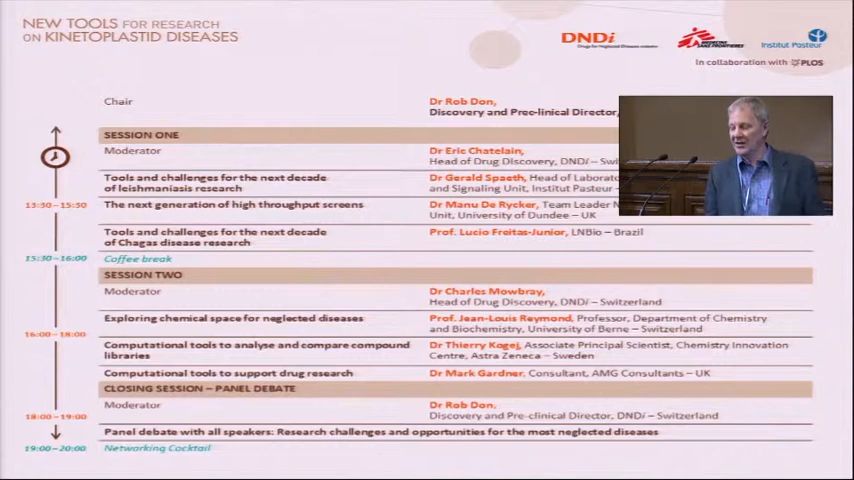 NEW TOOLS FOR RESEARCH
ON KINETOPLASTID DISEASES
DNDi
Drugs for Neglected Diseases initiative
MEDECINS
SANS FRONTIERES
Institut Pasteur
In collaboration with PLOS
Chair
Dr Rob Don,
Discovery and Prec-linical Director,
SESSION ONE
Moderator
Dr Eric Chatelain,
Head of Drug Discovery, DNDi – Swi
Tools and challenges for the next decade
of leishmaniasis research
Dr Gerald Spaeth, Head of Laborato
and Signaling Unit, Institut Pasteur –
13:30–15:30
The next generation of high throughput screens
Dr Manu De Rycker, Team Leader
Unit, University of Dundee – UK
Tools and challenges for the next decade
of Chagas disease research
Prof. Lucio Freitas-Junior, LNBio – Brazil
15:30–16:00
Coffee break
SESSION TWO
Moderator
Dr Charles Mowbray,
Head of Drug Discovery, DNDi – Switzerland
Exploring chemical space for neglected diseases
Prof. Jean-Louis Reymond, Professor, Department of Chemistry
and Biochemistry, University of Berne – Switzerland
16:00–18:00
Computational tools to analyse and compare compound
libraries
Dr Thierry Kogej, Associate Principal Scientist, Chemistry Innovation
Centre, Astra Zeneca – Sweden
Computational tools to support drug research
Dr Mark Gardner, Consultant, AMG Consultants – UK
CLOSING SESSION – PANEL DEBATE
Moderator
Dr Rob Don,
Discovery and Pre-clinical Director, DNDi – Switzerland
18:00–19:00
Panel debate with all speakers: Research challenges and opportunities for the most neglected diseases
19:00–20:00
Networking Cocktail